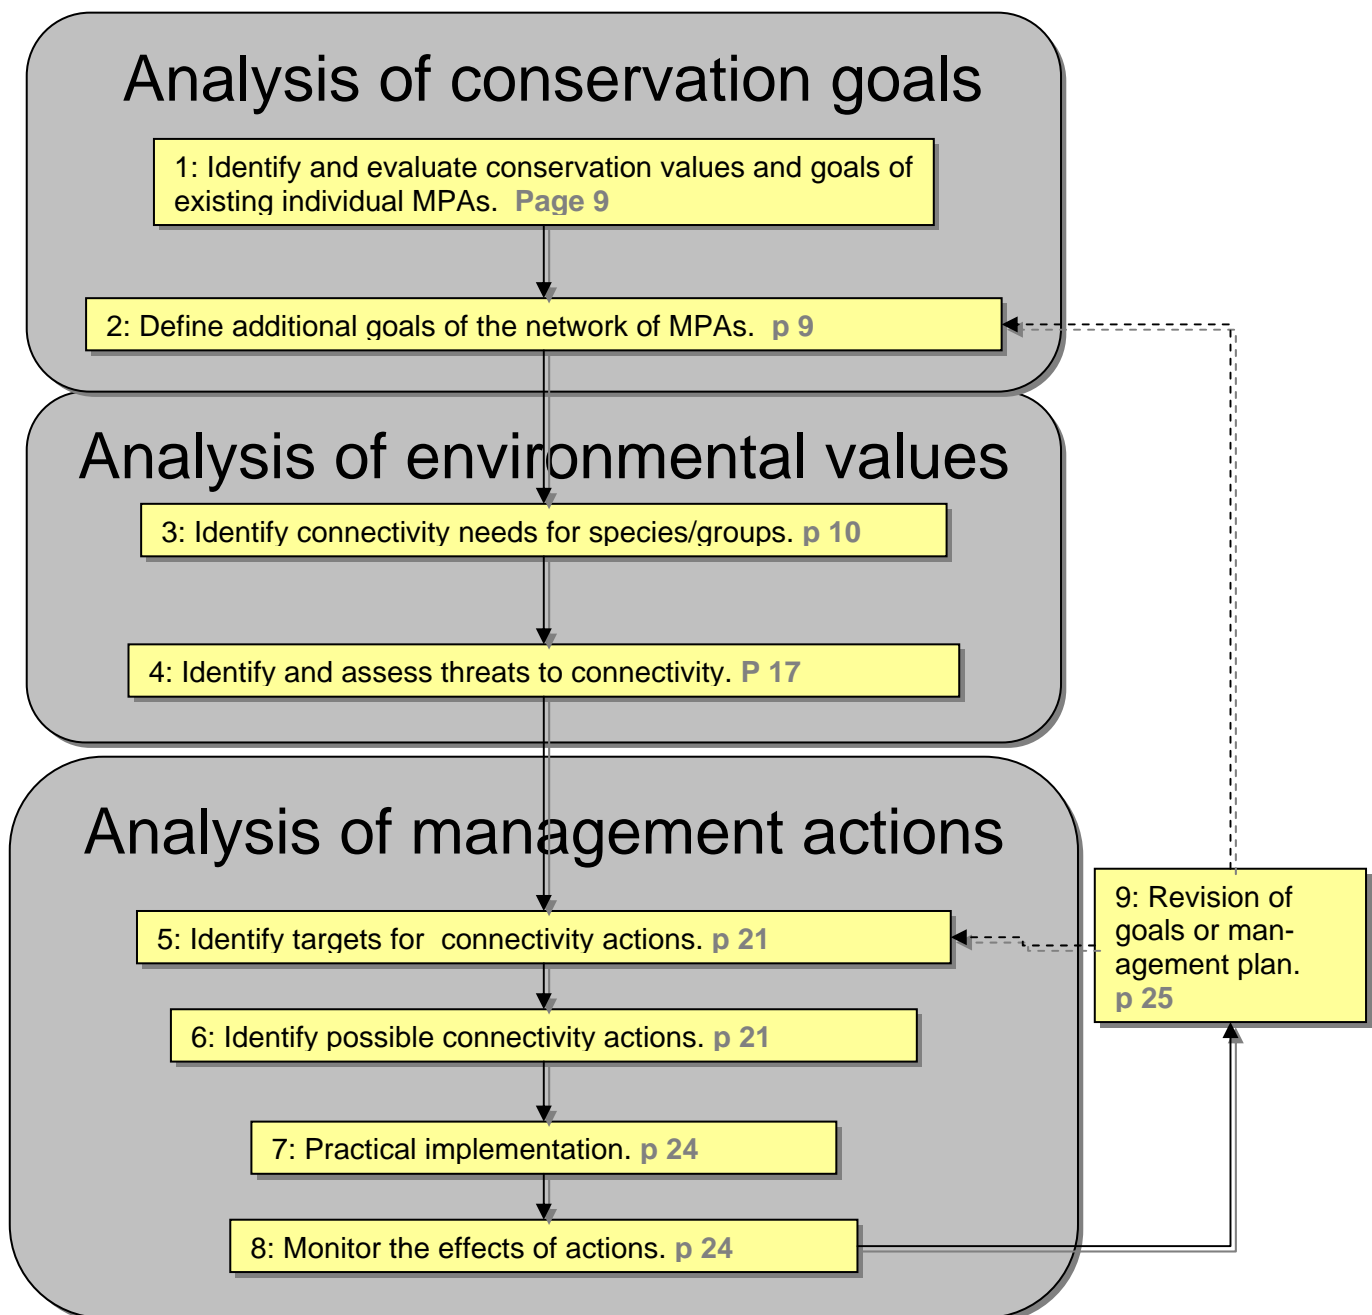 Analysis of conservation goals
1: Identify and evaluate conservation values and goals of
existing individual MPAs.  Page 9
2: Define additional goals of the network of MPAs.  p 9
Analysis of environmental values
3: Identify connectivity needs for species/groups. p 10
4: Identify and assess threats to connectivity. P 17
Analysis of management actions
5: Identify targets for  connectivity actions. p 21
6: Identify possible connectivity actions. p 21
7: Practical implementation. p 24
8: Monitor the effects of actions. p 24
9: Revision of
goals or man-
agement plan.
p 25